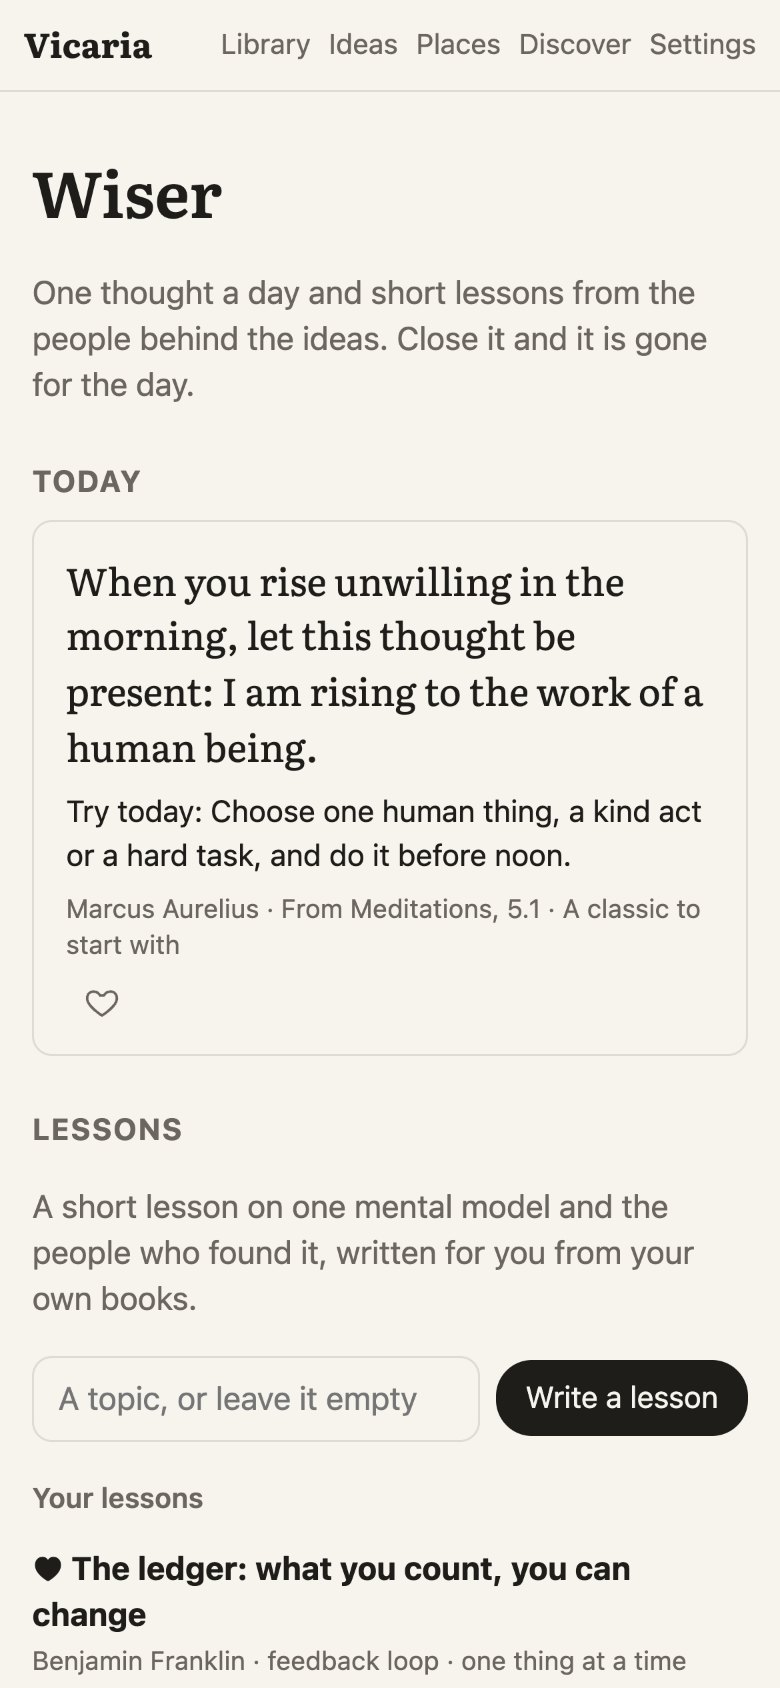 Vicaria
Library Ideas Places Discover Settings
Wiser
One thought a day and short lessons from the
people behind the ideas. Close it and it is gone
for the day.
TODAY
When you rise unwilling in the
morning, let this thought be
present: I am rising to the work of a
human being.
Try today: Choose one human thing, a kind act
or a hard task, and do it before noon.
Marcus Aurelius · From Meditations, 5.1 · A classic to
start with
LESSONS
A short lesson on one mental model and the
people who found it, written for you from your
own books.
A topic, or leave it empty
Write a lesson
Your lessons
The ledger: what you count, you can
change
Benjamin Franklin · feedback loop · one thing at a time